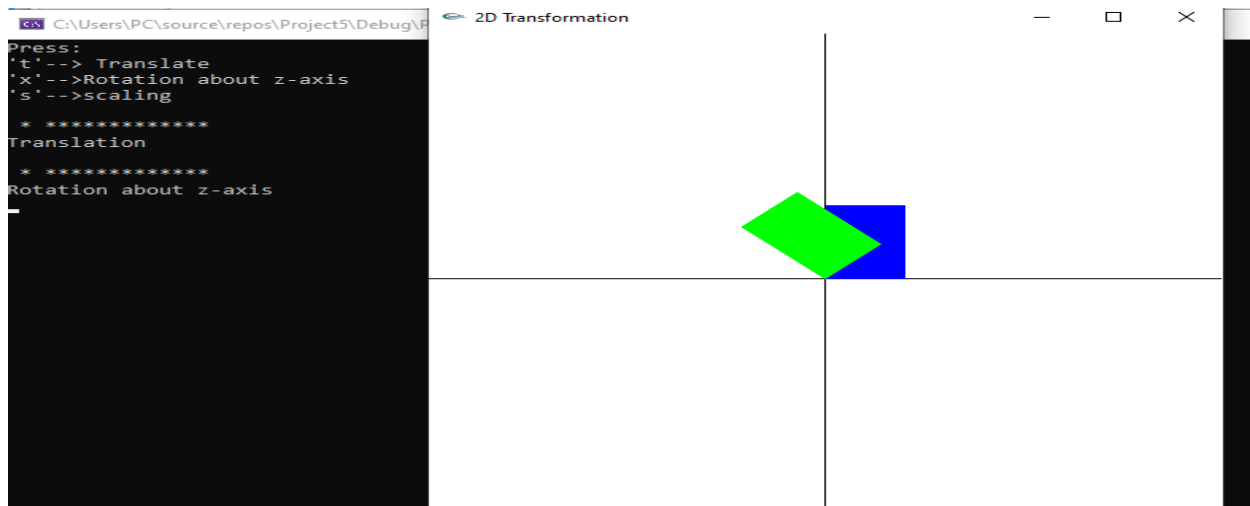 C:\Users\PC\source\repos\Project5\Debug\P
2D Transformation
Press:
't'--> Translate
'x'-->Rotation about z-axis
's'-->scaling
* *************
Translation
* *************
Rotation about z-axis